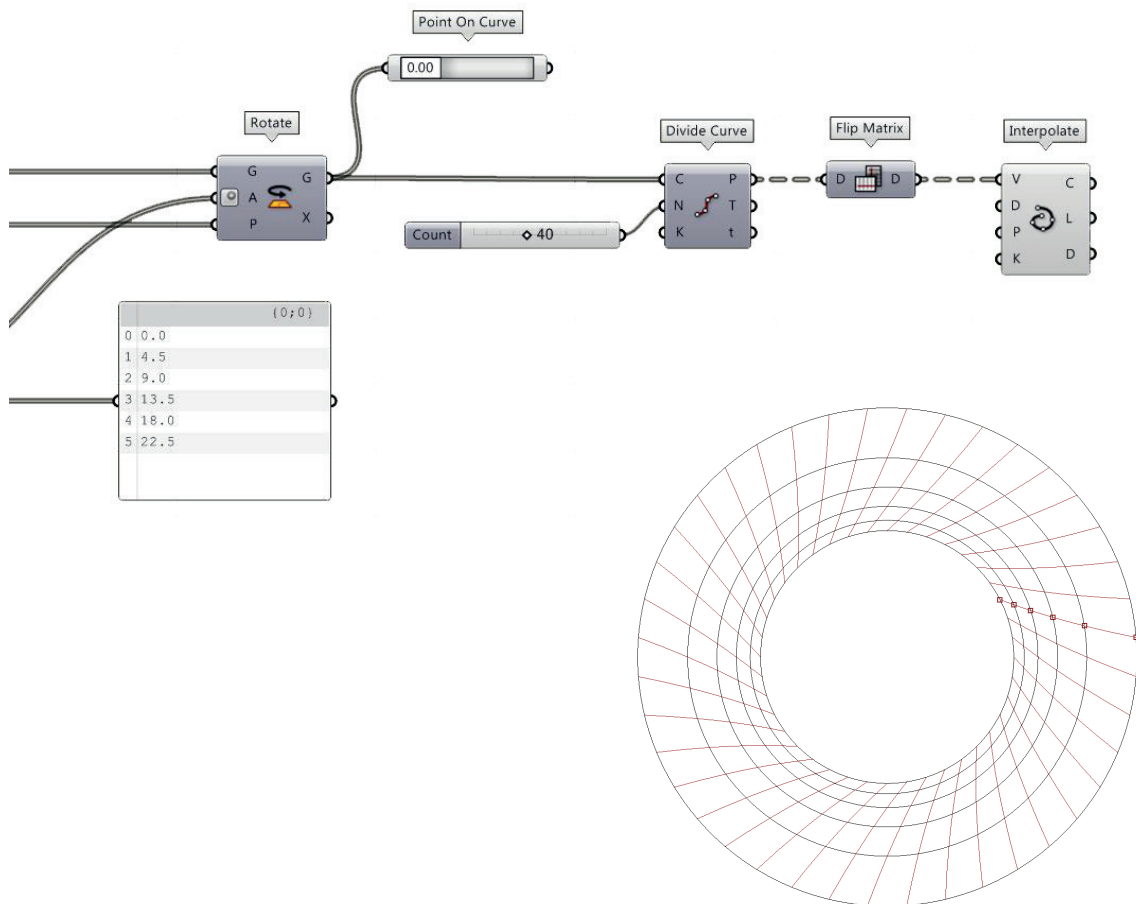 Point On Curve
0.00
Rotate
G
A
P
G
X
Divide Curve
C
N
K
P
T
t
Flip Matrix
D
D
Interpolate
V
D
P
K
C
L
D
Count
40
{0;0}
0 0.0
1 4.5
2 9.0
3 13.5
4 18.0
5 22.5